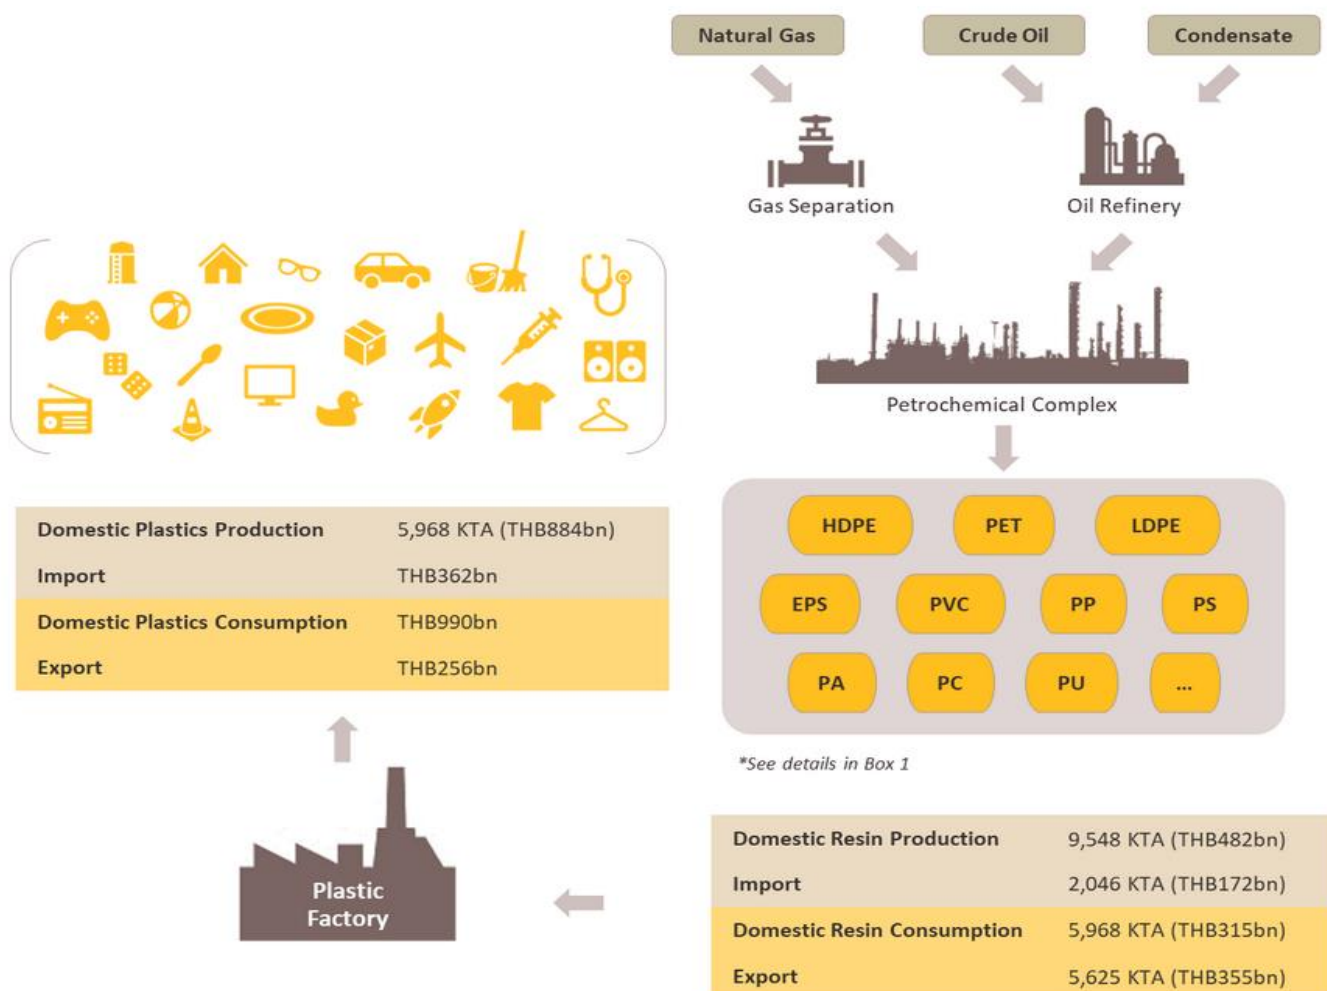 Natural Gas
Crude Oil
Condensate
Gas Separation
Oil Refinery
Petrochemical Complex
HDPE
PET
LDPE
EPS
PVC
PP
PS
PA
PC
PU
...
*See details in Box 1
Domestic Resin Production 9,548 KTA (THB482bn)
Import 2,046 KTA (THB172bn)
Domestic Resin Consumption 5,968 KTA (THB315bn)
Export 5,625 KTA (THB355bn)
Plastic
Factory
Domestic Plastics Production 5,968 KTA (THB884bn)
Import THB362bn
Domestic Plastics Consumption THB990bn
Export THB256bn